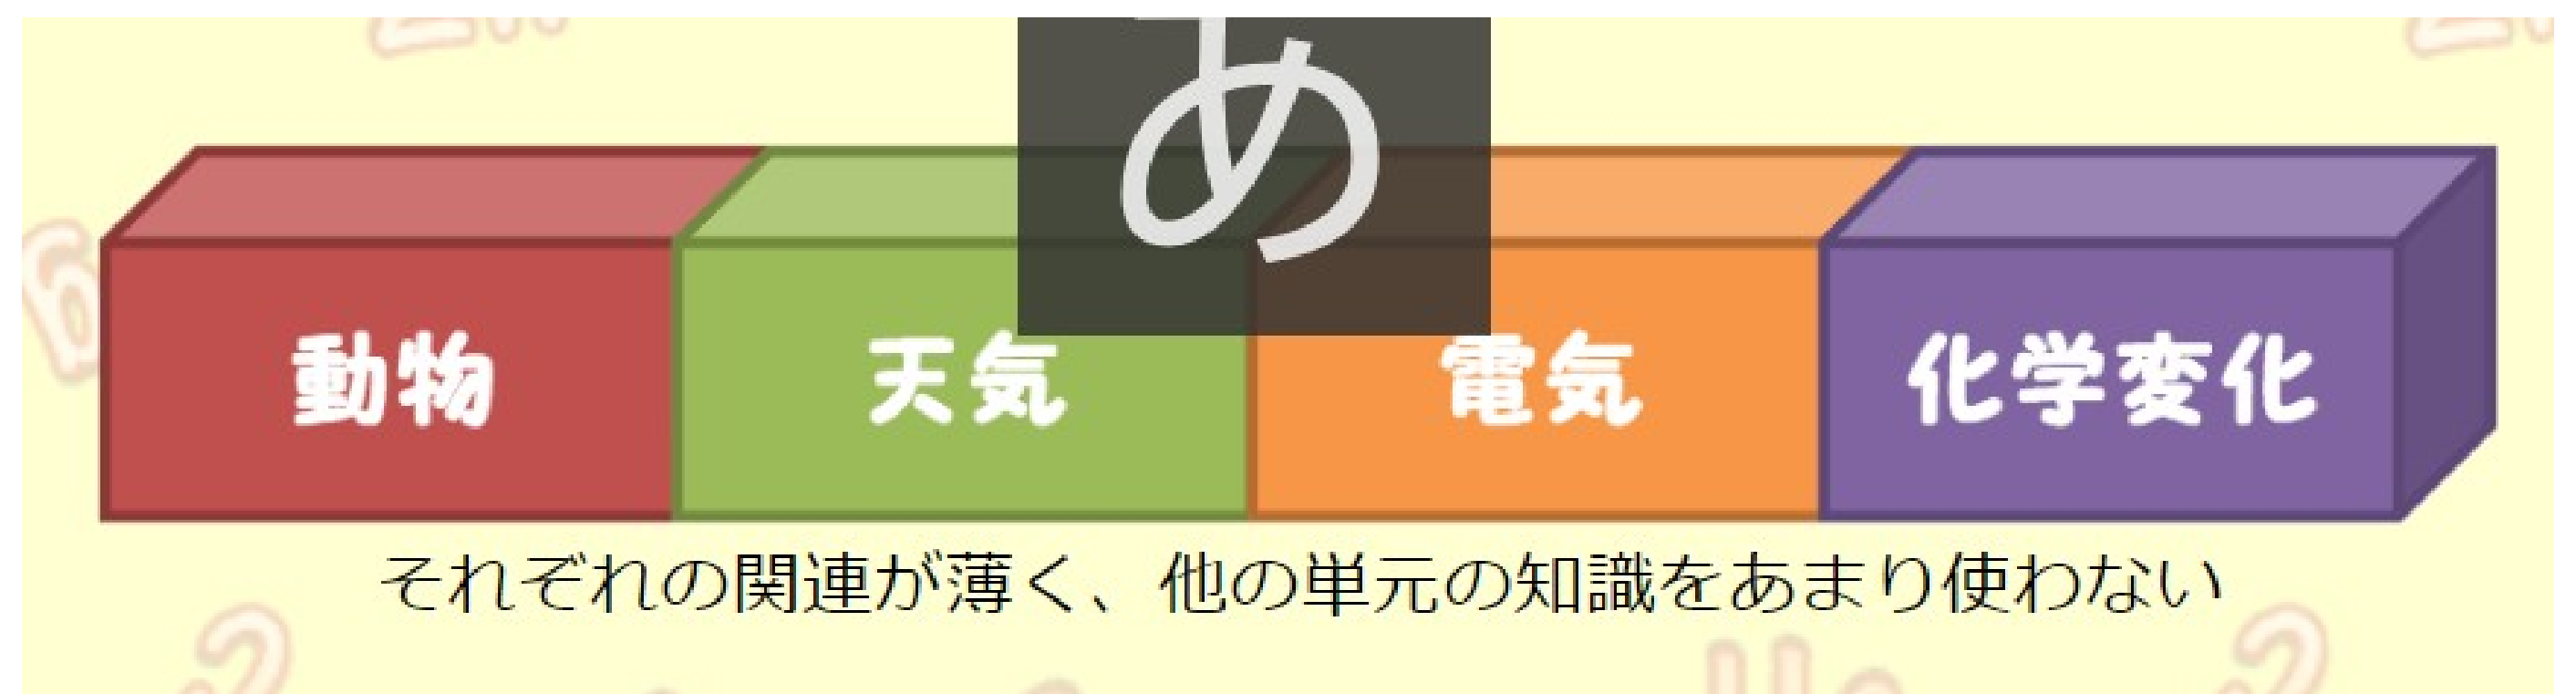 あ
動物 天気 電気 化学変化
それぞれの関連が薄く、他の単元の知識をあまり使わない